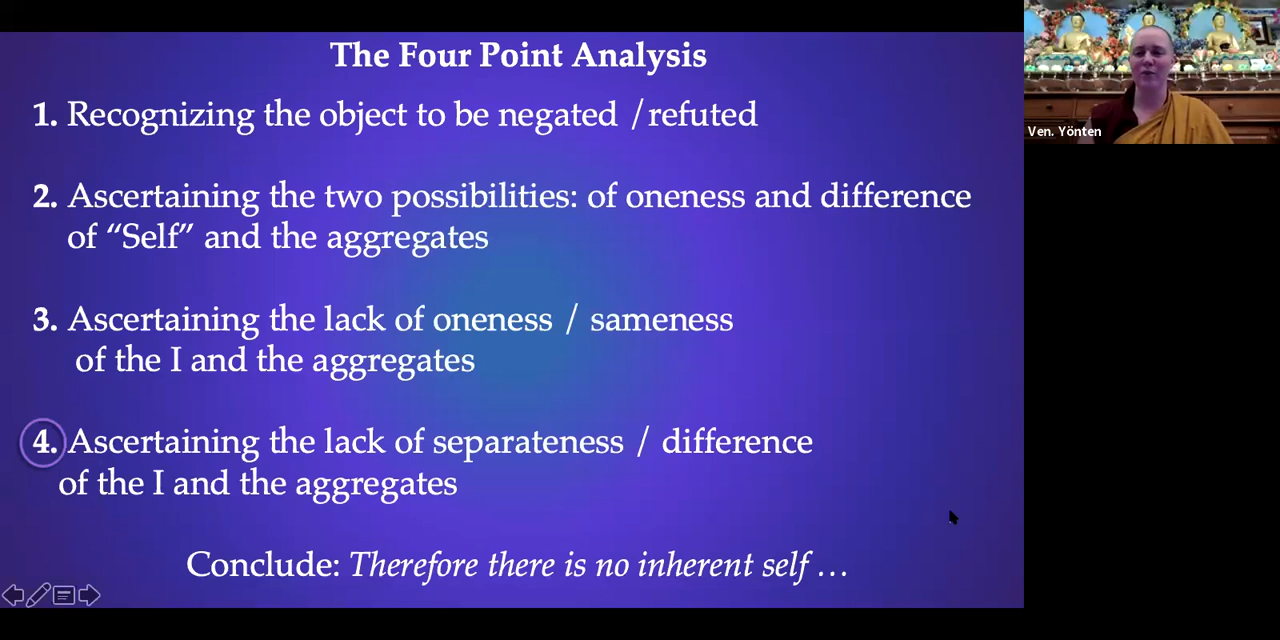 The Four Point Analysis
1. Recognizing the object to be negated / refuted
2. Ascertaining the two possibilities: of oneness and difference
of “Self” and the aggregates
3. Ascertaining the lack of oneness / sameness
of the I and the aggregates
4. Ascertaining the lack of separateness / difference
of the I and the aggregates
Conclude: Therefore there is no inherent self ...
Ven. Yönten